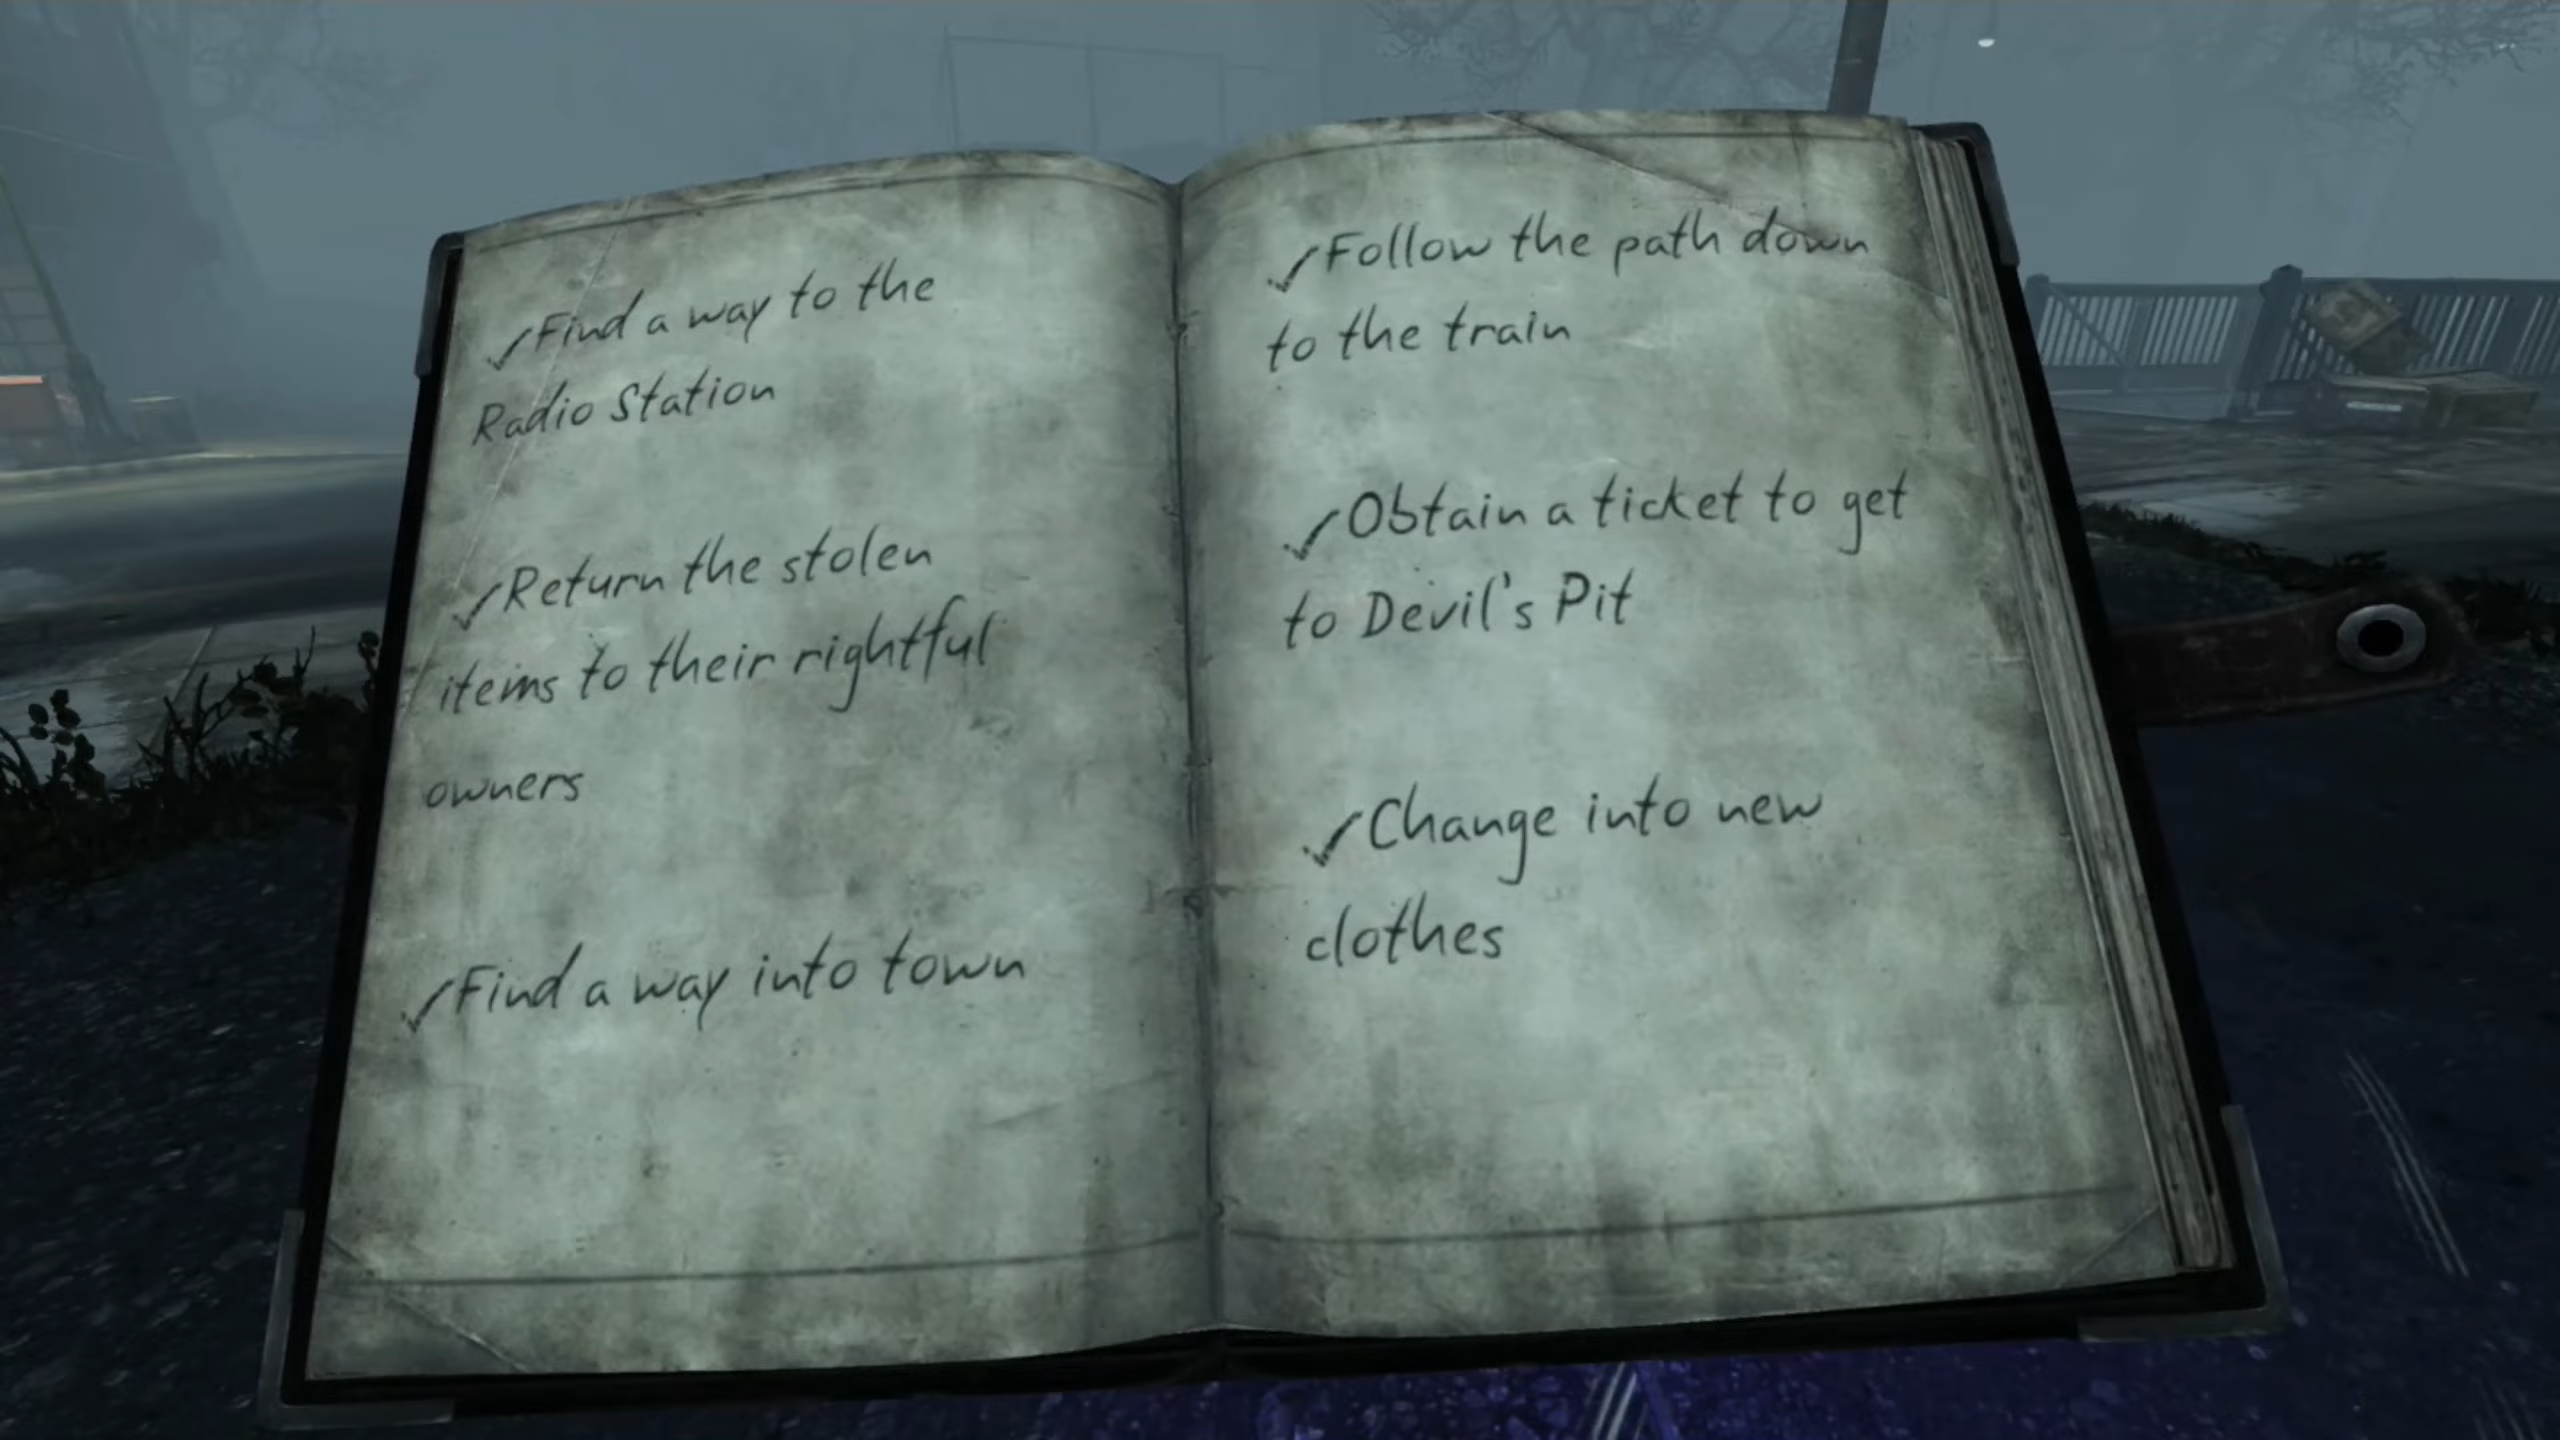 ✓Find a way to the
Radio Station
✓Return the stolen
items to their rightful
owners
✓Find a way into town
✓Follow the path down
to the train
✓Obtain a ticket to get
to Devil's Pit
✓Change into new
clothes